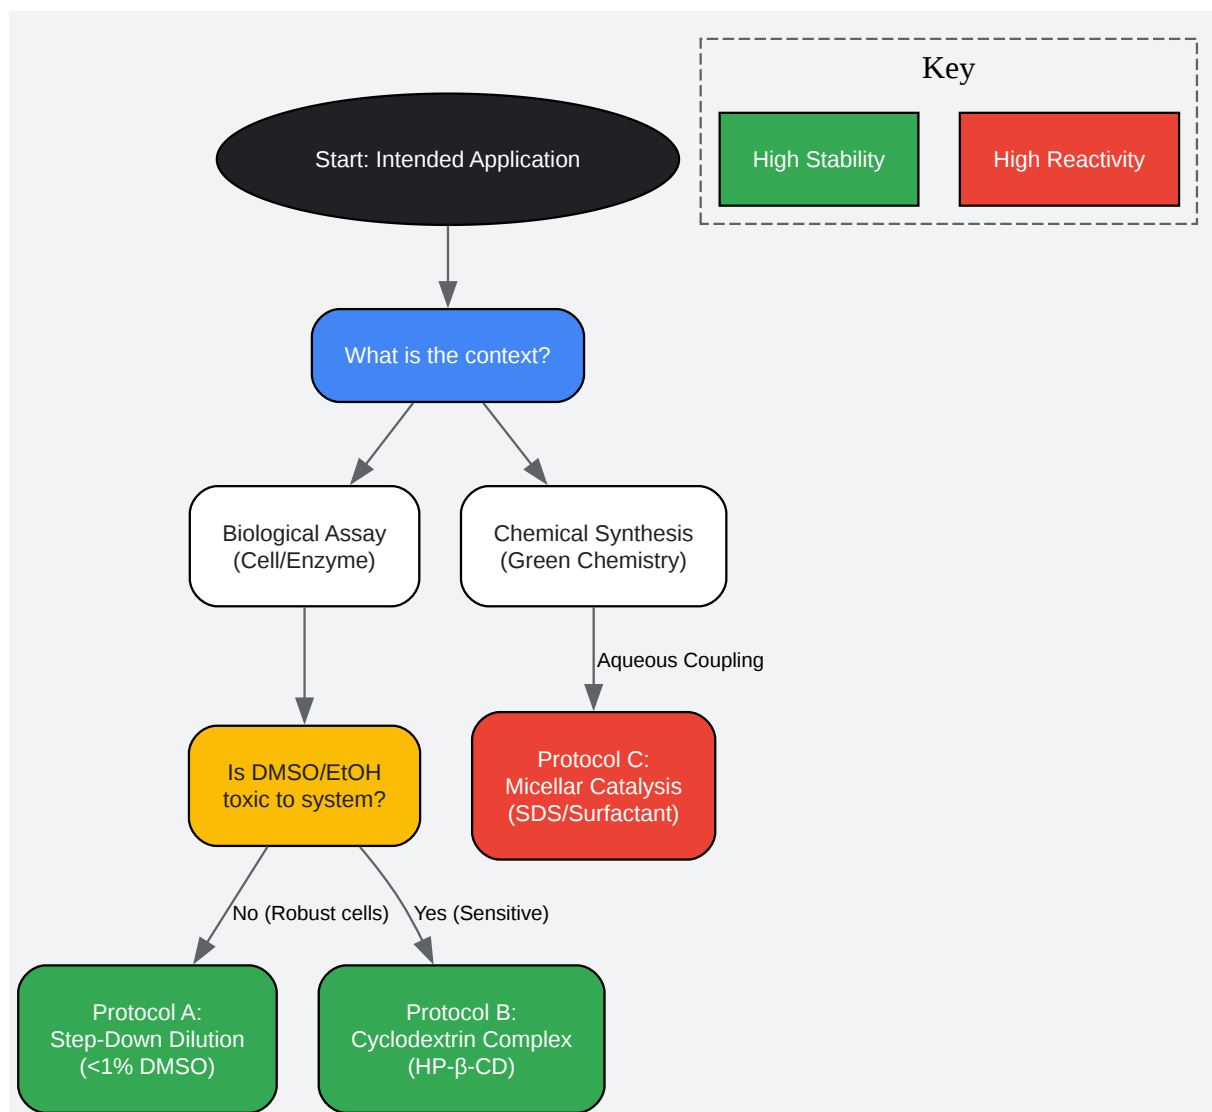 Key
High Stability
High Reactivity
Start: Intended Application
What is the context?
Biological Assay
(Cell/Enzyme)
Chemical Synthesis
(Green Chemistry)
Aqueous Coupling
Is DMSO/EtOH
toxic to system?
Protocol C:
Micellar Catalysis
(SDS/Surfactant)
No (Robust cells)
Yes (Sensitive)
Protocol A:
Step-Down Dilution
(<1% DMSO)
Protocol B:
Cyclodextrin Complex
(HP-β-CD)